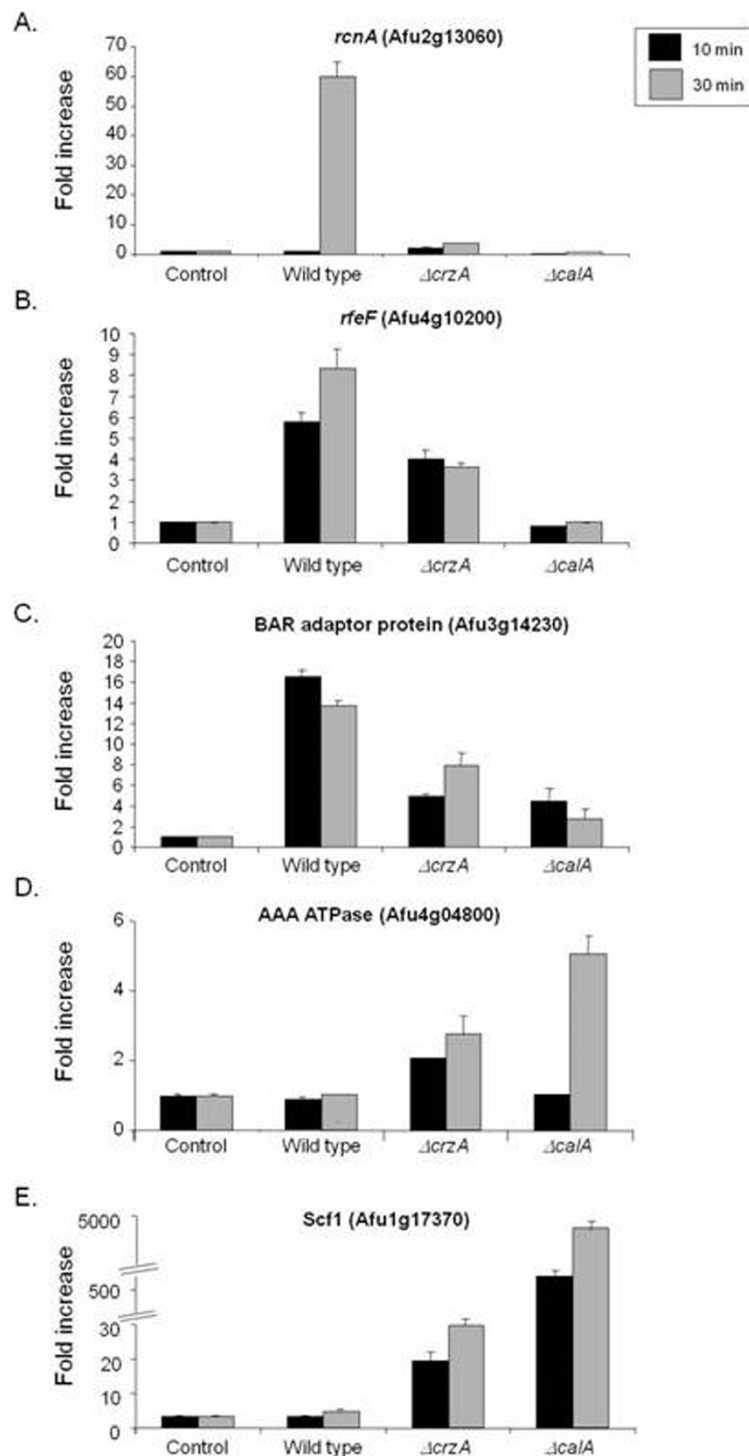 A.
rcnA (Afu2g13060)
10 min
30 min
Fold increase
70
60
50
40
30
20
10
0
Control Wild type ΔcrzA ΔcalA
B.
rfeF (Afu4g10200)
Fold increase
10
9
8
7
6
5
4
3
2
1
0
Control Wild type ΔcrzA ΔcalA
C.
BAR adaptor protein (Afu3g14230)
Fold increase
20
18
16
14
12
10
8
6
4
2
0
Control Wild type ΔcrzA ΔcalA
D.
AAA ATPase (Afu4g04800)
Fold increase
6
4
2
0
Control Wild type ΔcrzA ΔcalA
E.
Scf1 (Afu1g17370)
Fold increase
5000
500
30
20
10
0
Control Wild type ΔcrzA ΔcalA